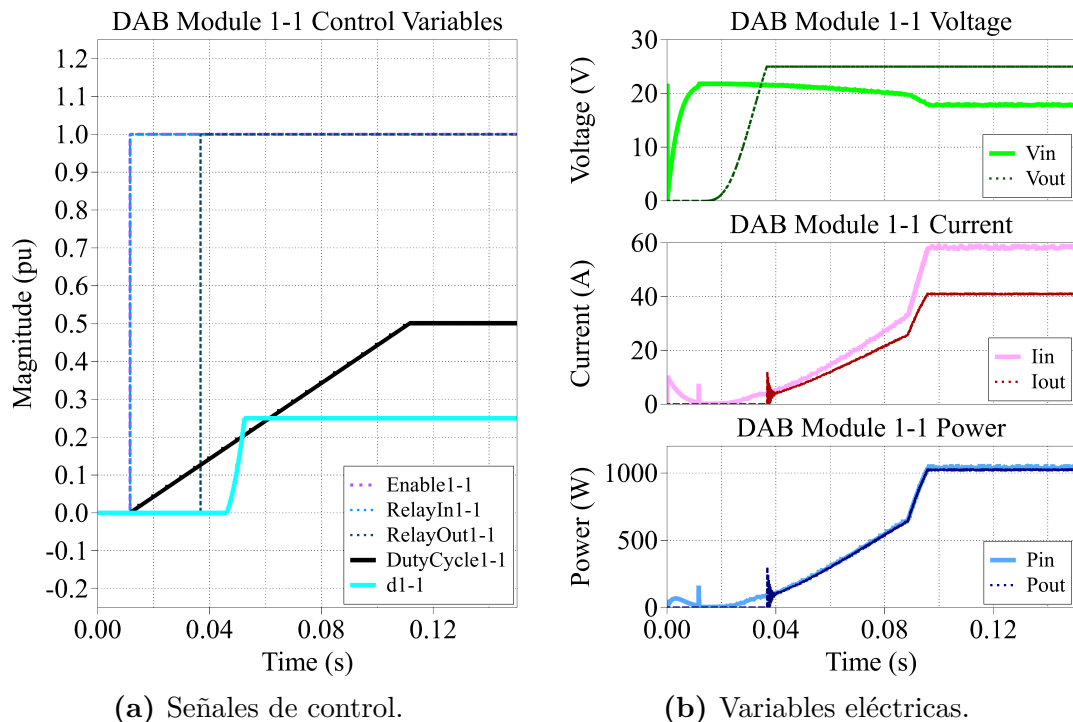 DAB Module 1-1 Control Variables
Magnitude (pu)
1.2
1.1
1.0
0.9
0.8
0.7
0.6
0.5
0.4
0.3
0.2
0.1
0.0
-0.1
-0.2
Enable1-1
RelayIn1-1
RelayOut1-1
DutyCycle1-1
d1-1
0.00 0.04 0.08 0.12
Time (s)
(a) Señales de control.
DAB Module 1-1 Voltage
Voltage (V)
30
20
10
0
Vin
Vout
DAB Module 1-1 Current
Current (A)
60
40
20
0
Iin
Iout
DAB Module 1-1 Power
Power (W)
1000
500
0
Pin
Pout
0.00 0.04 0.08 0.12
Time (s)
(b) Variables eléctricas.